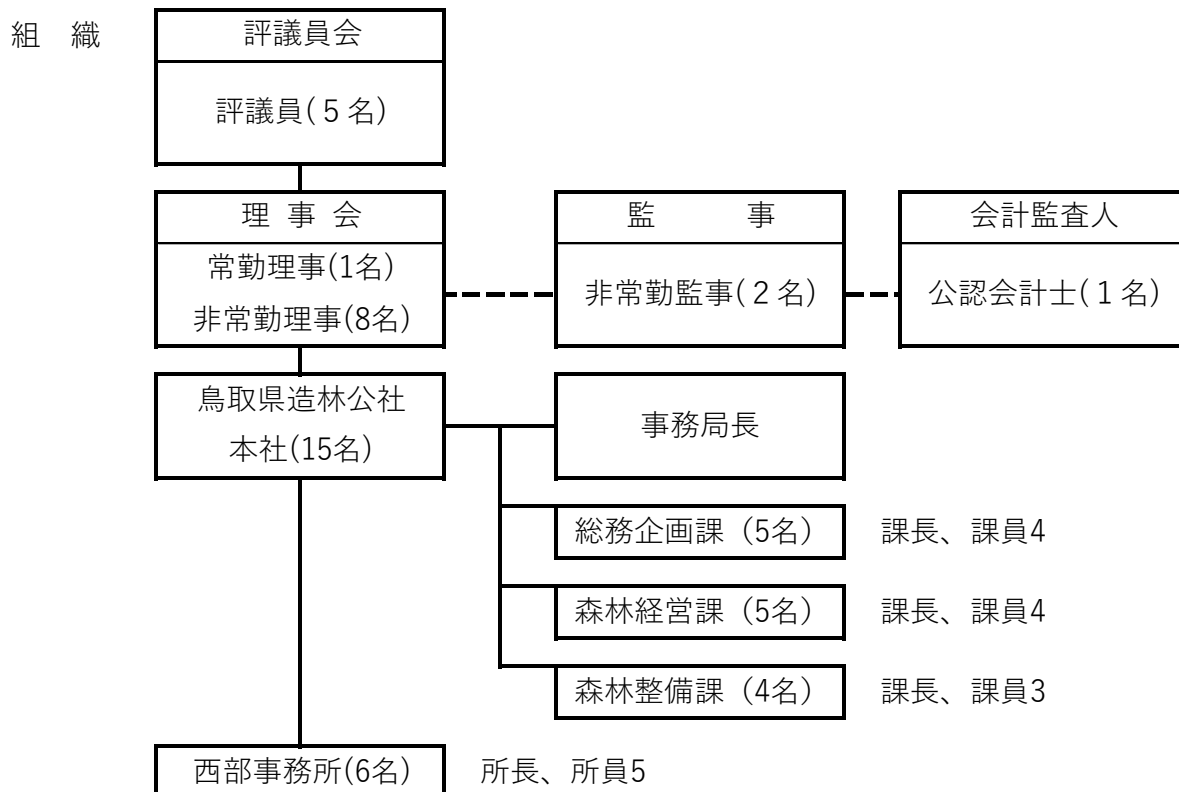 組　織
評議員会
評議員(５名)
理 事 会
常勤理事(1名)
非常勤理事(8名)
監　　　事
非常勤監事(２名)
会計監査人
公認会計士(１名)
鳥取県造林公社
本社(15名)
事務局長
総務企画課（5名）　課長、課員4
森林経営課（5名）　課長、課員4
森林整備課（4名）　課長、課員3
西部事務所(6名)　所長、所員5